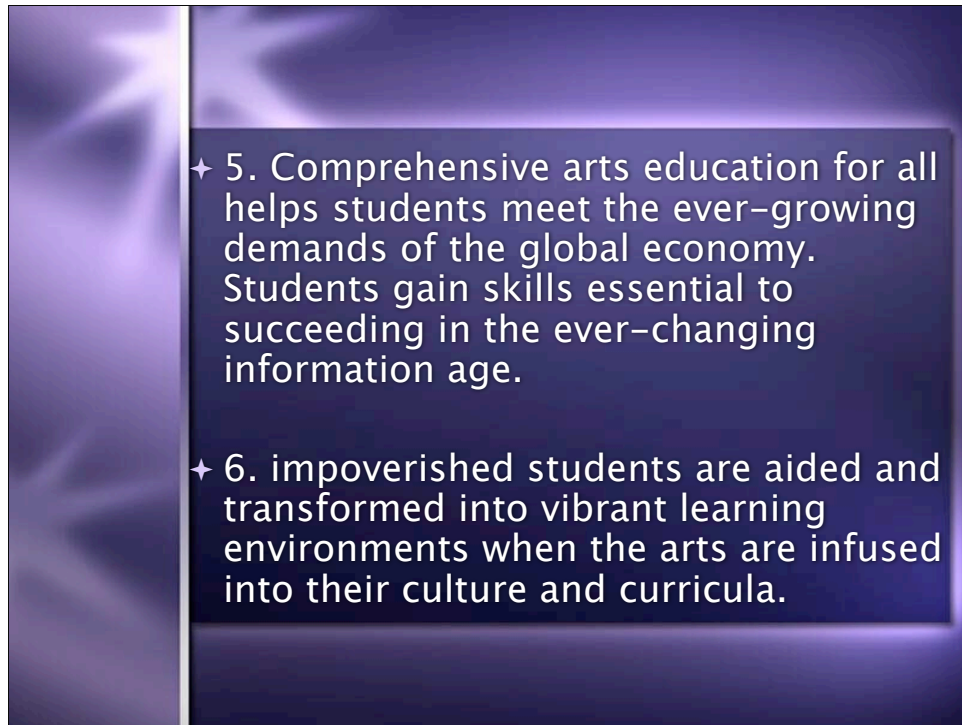 5. Comprehensive arts education for all
helps students meet the ever-growing
demands of the global economy.
Students gain skills essential to
succeeding in the ever-changing
information age.
6. impoverished students are aided and
transformed into vibrant learning
environments when the arts are infused
into their culture and curricula.